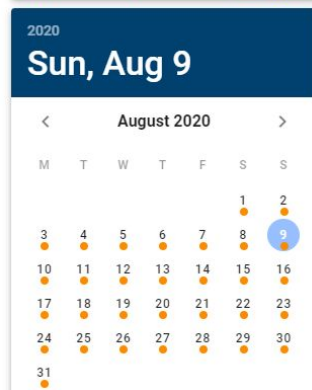 2020
Sun, Aug 9
August 2020
M T W T F S S
1 2
3 4 5 6 7 8 9
10 11 12 13 14 15 16
17 18 19 20 21 22 23
24 25 26 27 28 29 30
31